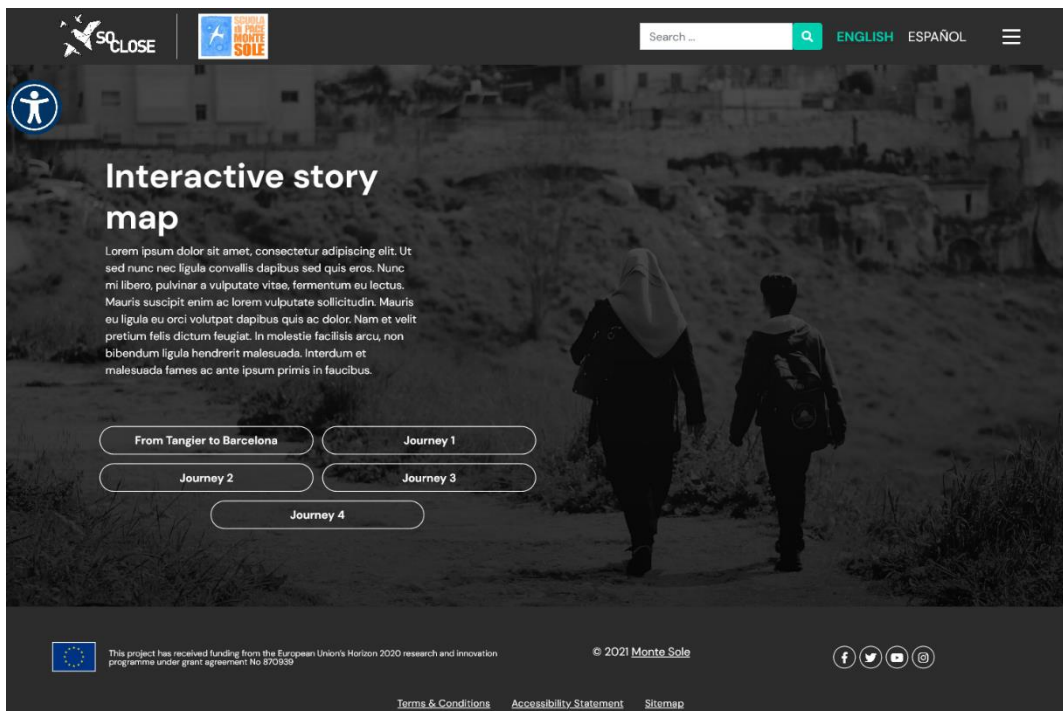 SO CLOSE
SCUOLA
DI PACE
MONTE
SOLE
Search ...
ENGLISH ESPAÑOL
Interactive story
map
Lorem ipsum dolor sit amet, consectetur adipiscing elit. Ut
sed nunc nec ligula convallis dapibus sed quis eros. Nunc
mi libero, pulvinar a vulputate vitae, fermentum eu lectus.
Mauris suscipit enim ac lorem vulputate sollicitudin. Mauris
eu ligula eu orci volutpat dapibus quis ac dolor. Nam et velit
pretium felis dictum feugiat. In molestie facilisis arcu, non
bibendum ligula hendrerit malesuada. Interdum et
malesuada fames ac ante ipsum primis in faucibus.
From Tangier to Barcelona Journey 1
Journey 2 Journey 3
Journey 4
This project has received funding from the European Union's Horizon 2020 research and innovation
programme under grant agreement No 870939
© 2021 Monte Sole
Terms & Conditions Accessibility Statement Sitemap